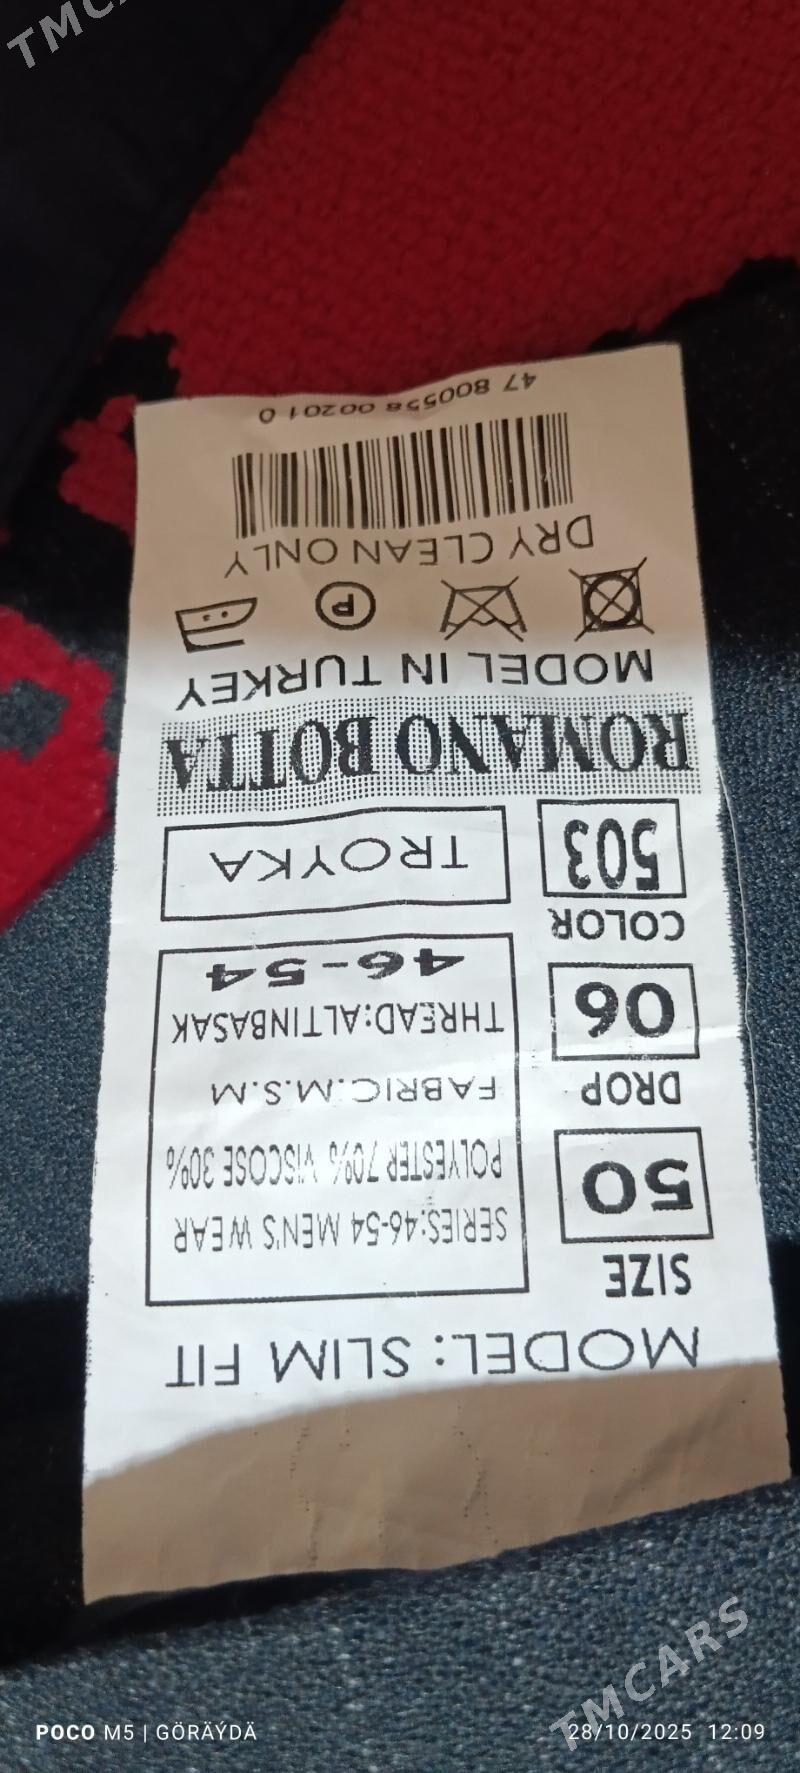 TMCARS
MODEL: SLIM FIT
SIZE
50
DROP
06
COLOR
503
SERIES:46-54 MEN'S WEAR
POLYESTER 70% VISCOSE 30%
FABRIC:M.S.M
THREAD:ALTINBASAK
46-54
TROYKA
ROMANO BOTTA
MODEL IN TURKEY
P
DRY CLEAN ONLY
47 800558 00201 0
TMCARS
POCO M5 | GÖRÄÝDÄ
28/10/2025 12:09